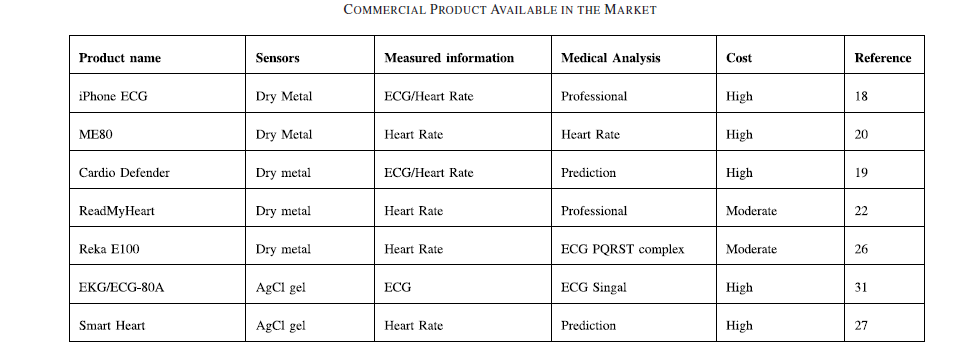 COMMERCIAL PRODUCT AVAILABLE IN THE MARKET
Product name Sensors Measured information Medical Analysis Cost Reference
iPhone ECG Dry Metal ECG/Heart Rate Professional High 18
ME80 Dry Metal Heart Rate Heart Rate High 20
Cardio Defender Dry metal ECG/Heart Rate Prediction High 19
ReadMyHeart Dry metal Heart Rate Professional Moderate 22
Reka E100 Dry metal Heart Rate ECG PQRST complex Moderate 26
EKG/ECG-80A AgCl gel ECG ECG Singal High 31
Smart Heart AgCl gel Heart Rate Prediction High 27